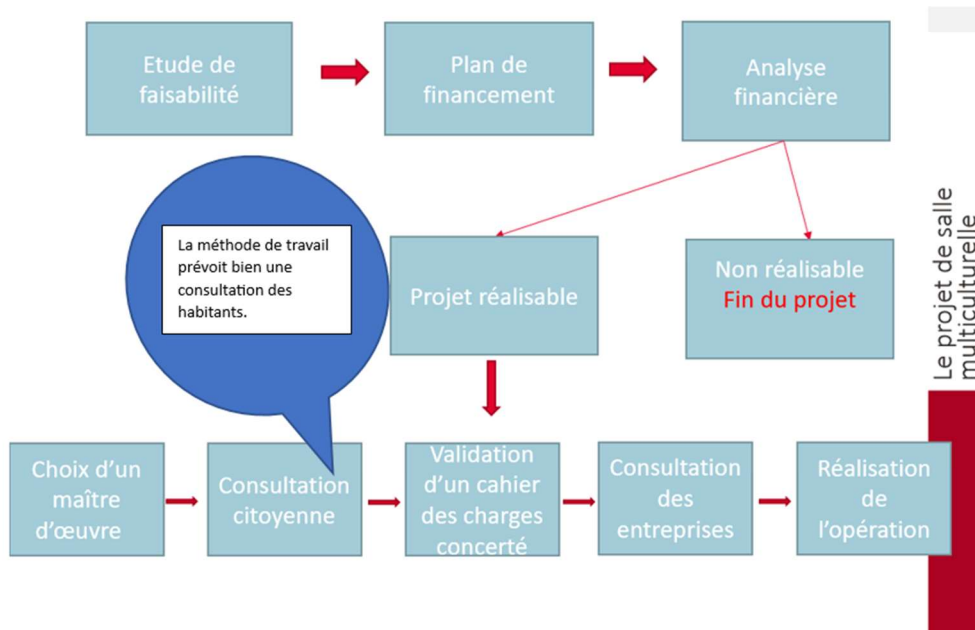 Etude de
faisabilité
Plan de
financement
Analyse
financière
La méthode de travail
prévoit bien une
consultation des
habitants.
Projet réalisable
Non réalisable
Fin du projet
Le projet de salle
multiculturelle
Choix d’un
maître
d’œuvre
Consultation
citoyenne
Validation
d’un cahier
des charges
concerté
Consultation
des
entreprises
Réalisation
de
l’opération